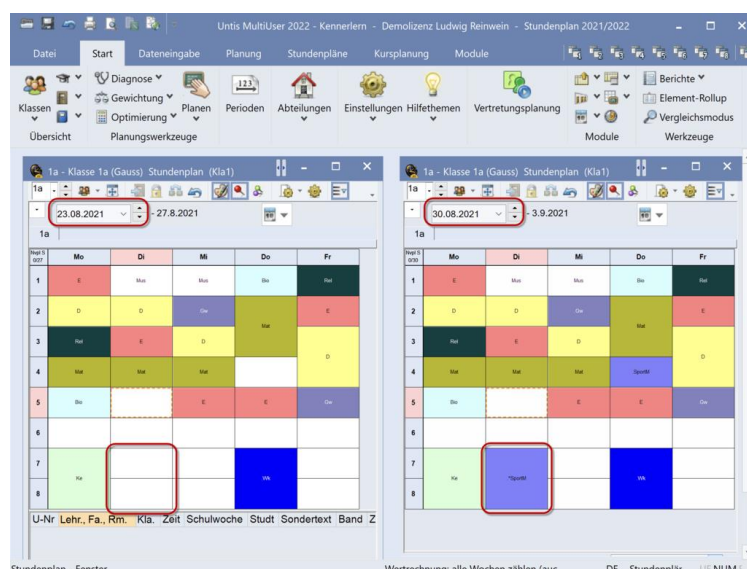 Untis MultiUser 2022 - Kennerlern - Demolizenz Ludwig Reinwein - Stundenplan 2021/2022
Datei Start Dateneingabe Planung Stundenpläne Kursplanung Module
Klassen
Diagnose
Gewichtung
Optimierung
Planen
Perioden
Abteilungen
Einstellungen
Hilfethemen
Vertretungsplanung
Berichte
Element-Rollup
Vergleichsmodus
Übersicht
Planungswerkzeuge
Module
Werkzeuge
1a - Klasse 1a (Gauss) Stundenplan (Kla1)
1a
23.08.2021 - 27.8.2021
1a
Mo Di Mi Do Fr
1 E Mus Mus Bio Rel
2 D D Gw Mat E
3 Rel E D D
4 Mat Mat Mat
5 Bio E E Gw
6
7 Ke Wk
8
U-Nr Lehr., Fa., Rm. Kla. Zeit Schulwoche Studt Sondertext Band Z
1a - Klasse 1a (Gauss) Stundenplan (Kla1)
1a
30.08.2021 - 3.9.2021
1a
Mo Di Mi Do Fr
1 E Mus Mus Bio Rel
2 D D Gw Mat E
3 Rel E D D
4 Mat Mat Mat SportM
5 Bio E E Gw
6
7 Ke *SportM Wk
8